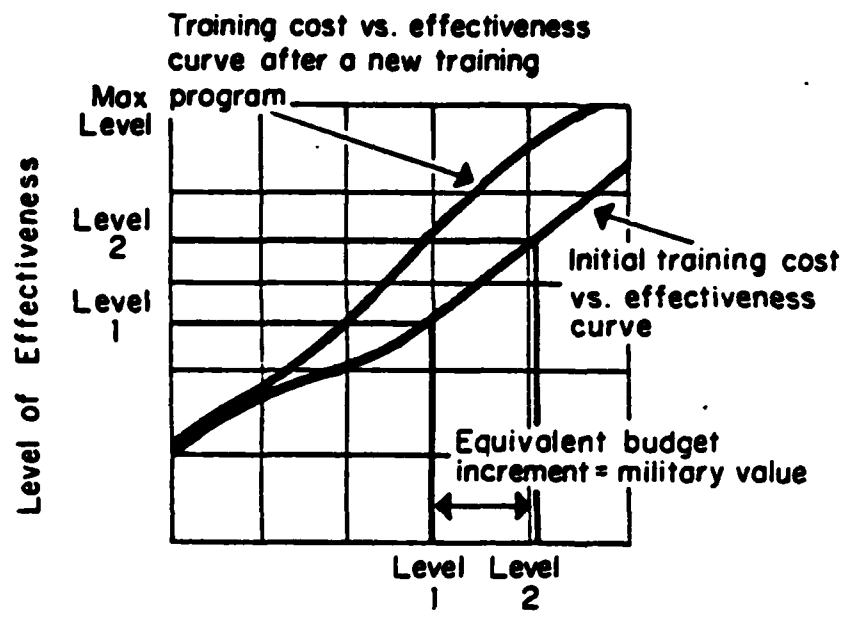 Training cost vs. effectiveness
curve after a new training
program
Max
Level
Level
2
Level
1
Level of Effectiveness
Initial training cost
vs. effectiveness
curve
Equivalent budget
increment = military value
Level
1
Level
2